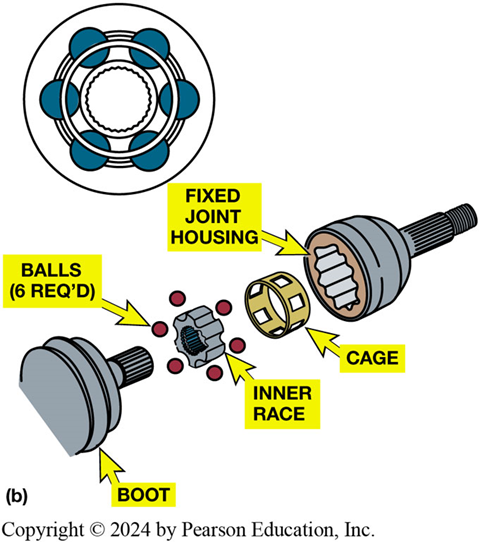 FIXED
JOINT
HOUSING
BALLS
(6 REQ'D)
CAGE
INNER
RACE
BOOT
(b)
Copyright © 2024 by Pearson Education, Inc.